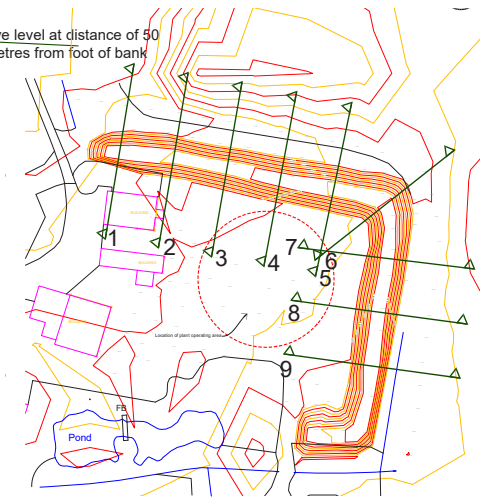 ve level at distance of 50
etres from foot of bank
1
2
3
4
7
6
5
8
Location of plant operating area
9
FB
Pond